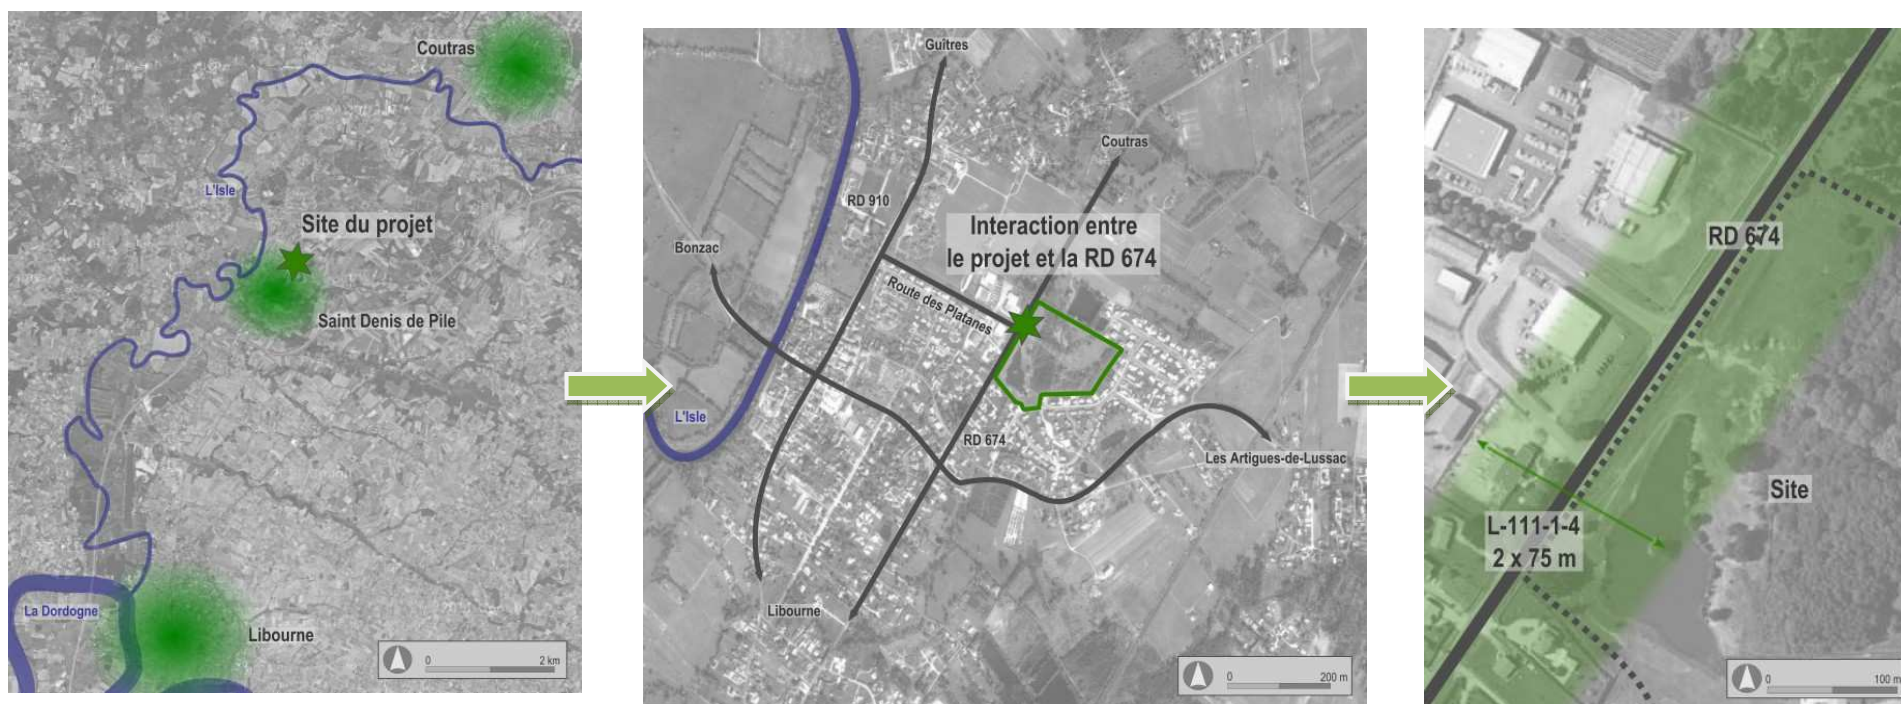 Coutras
L'Isle
Site du projet
Saint Denis de Pile
La Dordogne
Libourne
0 2 km
Guitres
Coutras
RD 910
Interaction entre
le projet et la RD 674
Bonzac
Route des Platanes
L'Isle
RD 674
Les Artigues-de-Lussac
Libourne
0 200 m
RD 674
Site
L-111-1-4
2 x 75 m
0 100 m